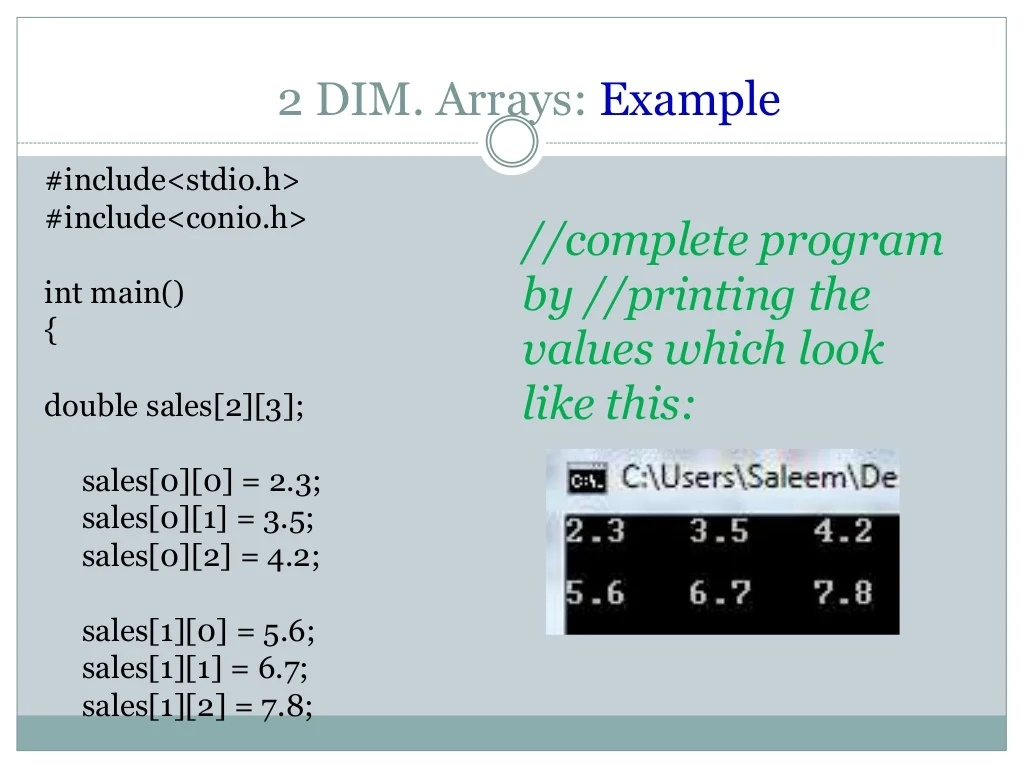 2 DIM. Arrays: Example
#include<stdio.h>
#include<conio.h>
int main()
{
double sales[2][3];
sales[0][0] = 2.3;
sales[0][1] = 3.5;
sales[0][2] = 4.2;
sales[1][0] = 5.6;
sales[1][1] = 6.7;
sales[1][2] = 7.8;
//complete program
by //printing the
values which look
like this:
C:\Users\Saleem\De
2.3 3.5 4.2
5.6 6.7 7.8